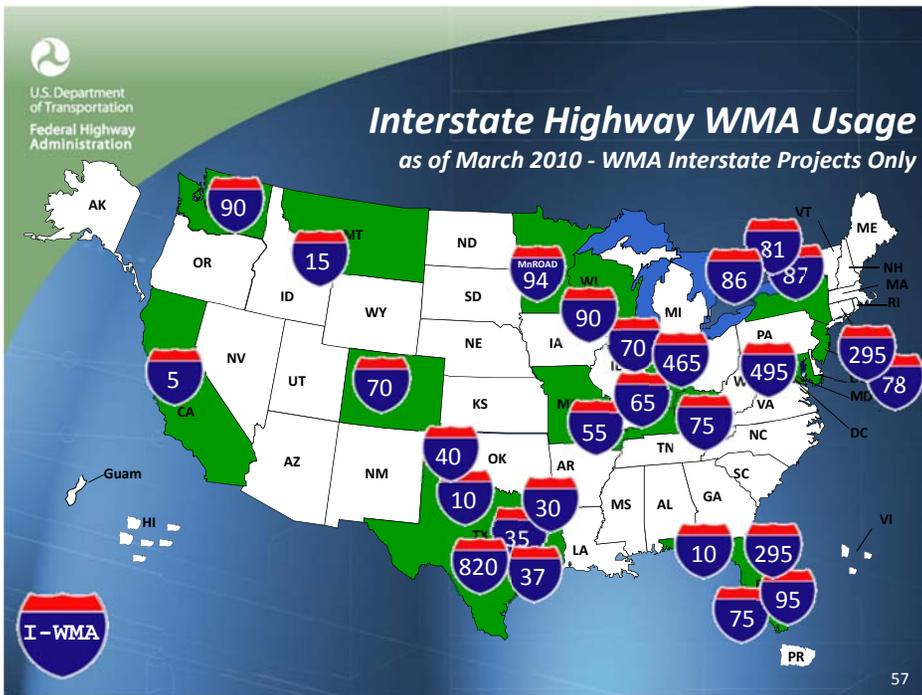 U.S. Department
of Transportation
Federal Highway
Administration
Interstate Highway WMA Usage
as of March 2010 - WMA Interstate Projects Only
AK
90
MT
15
ND
MnROAD
94
WI
VT
ME
81
86
87
NH
MA
RI
OR
ID
WY
SD
90
MI
IA
NE
70
465
PA
295
78
495
NV
UT
70
5
CA
KS
65
55
75
VA
MD
DC
AZ
NM
40
OK
AR
TN
NC
SC
10
30
MS
AL
GA
Guam
HI
TX
35
LA
820
37
10
295
VI
75
95
PR
I-WMA
57